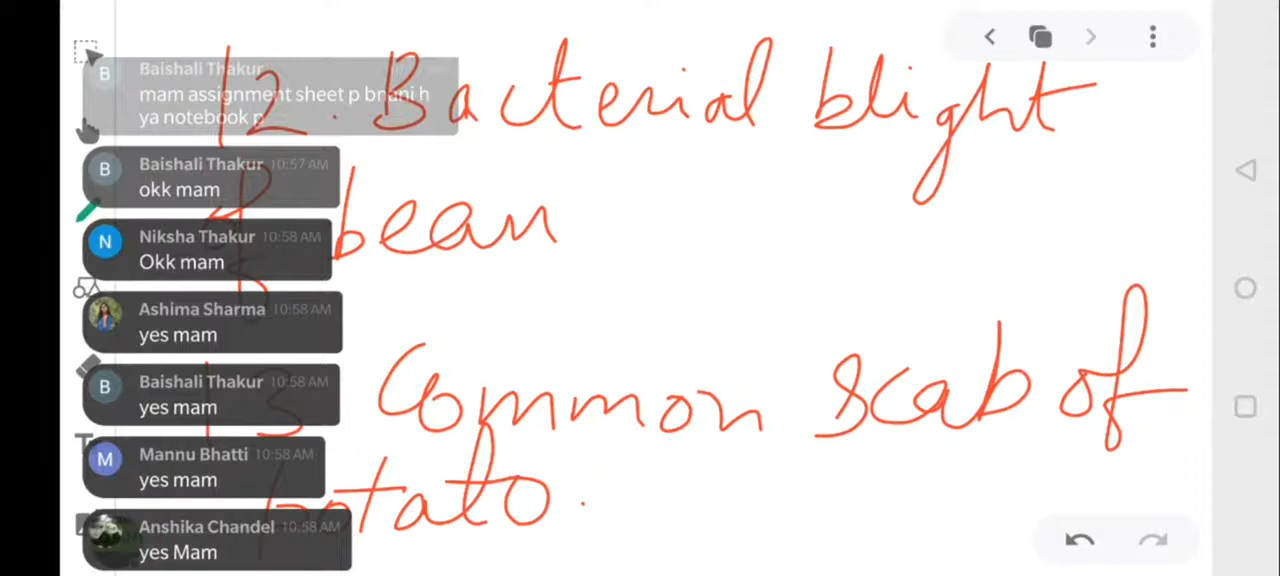 12. Bacterial blight
of bean
13 Common scab of
potato.
Baishali Thakur
mam assignment sheet p bnani h
ya notebook p
B
Baishali Thakur 10:57 AM
okk mam
B
Niksha Thakur 10:58 AM
Okk mam
N
Ashima Sharma 10:58 AM
yes mam
Baishali Thakur 10:58 AM
yes mam
B
Mannu Bhatti 10:58 AM
yes mam
M
Anshika Chandel 10:58 AM
yes Mam